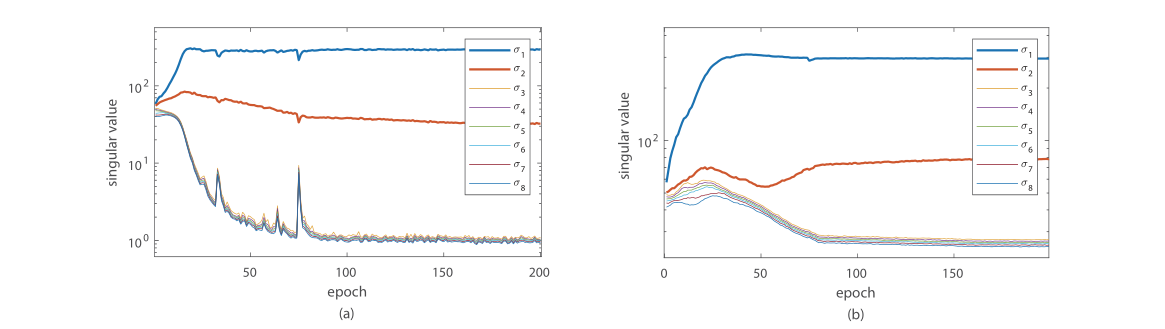 singular value
10²
10¹
10⁰
50
100
150
200
epoch
(a)
σ₁
σ₂
σ₃
σ₄
σ₅
σ₆
σ₇
σ₈
singular value
10²
0
50
100
150
epoch
(b)
σ₁
σ₂
σ₃
σ₄
σ₅
σ₆
σ₇
σ₈